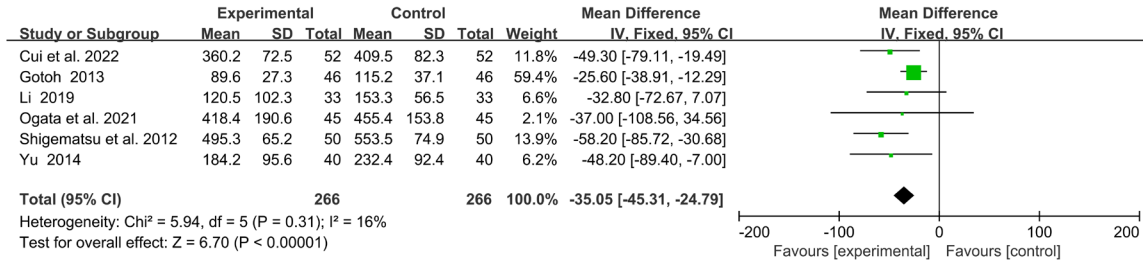 Experimental Control Mean Difference Mean Difference
Study or Subgroup Mean SD Total Mean SD Total Weight IV, Fixed, 95% CI IV, Fixed, 95% CI
Cui et al. 2022 360.2 72.5 52 409.5 82.3 52 11.8% -49.30 [-79.11, -19.49]
Gotoh 2013 89.6 27.3 46 115.2 37.1 46 59.4% -25.60 [-38.91, -12.29]
Li 2019 120.5 102.3 33 153.3 56.5 33 6.6% -32.80 [-72.67, 7.07]
Ogata et al. 2021 418.4 190.6 45 455.4 153.8 45 2.1% -37.00 [-108.56, 34.56]
Shigematsu et al. 2012 495.3 65.2 50 553.5 74.9 50 13.9% -58.20 [-85.72, -30.68]
Yu 2014 184.2 95.6 40 232.4 92.4 40 6.2% -48.20 [-89.40, -7.00]
Total (95% CI) 266 266 100.0% -35.05 [-45.31, -24.79]
Heterogeneity: Chi² = 5.94, df = 5 (P = 0.31); I² = 16%
Test for overall effect: Z = 6.70 (P < 0.00001)
-200 -100 0 100 200
Favours [experimental] Favours [control]